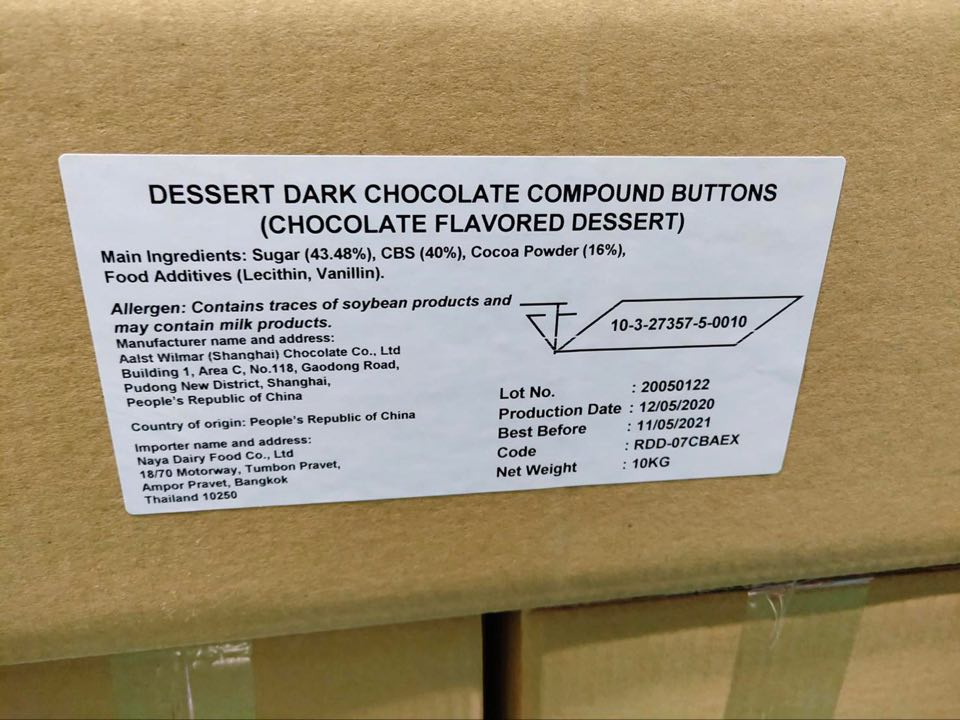 DESSERT DARK CHOCOLATE COMPOUND BUTTONS
(CHOCOLATE FLAVORED DESSERT)
Main Ingredients: Sugar (43.48%), CBS (40%), Cocoa Powder (16%),
Food Additives (Lecithin, Vanillin).
Allergen: Contains traces of soybean products and
may contain milk products.
Manufacturer name and address:
Aalst Wilmar (Shanghai) Chocolate Co., Ltd
Building 1, Area C, No.118, Gaodong Road,
Pudong New District, Shanghai,
People's Republic of China
Country of origin: People's Republic of China
Importer name and address:
Naya Dairy Food Co., Ltd
18/70 Motorway, Tumbon Pravet,
Ampor Pravet, Bangkok
Thailand 10250
10-3-27357-5-0010
Lot No. : 20050122
Production Date : 12/05/2020
Best Before : 11/05/2021
Code : RDD-07CBAEX
Net Weight : 10KG